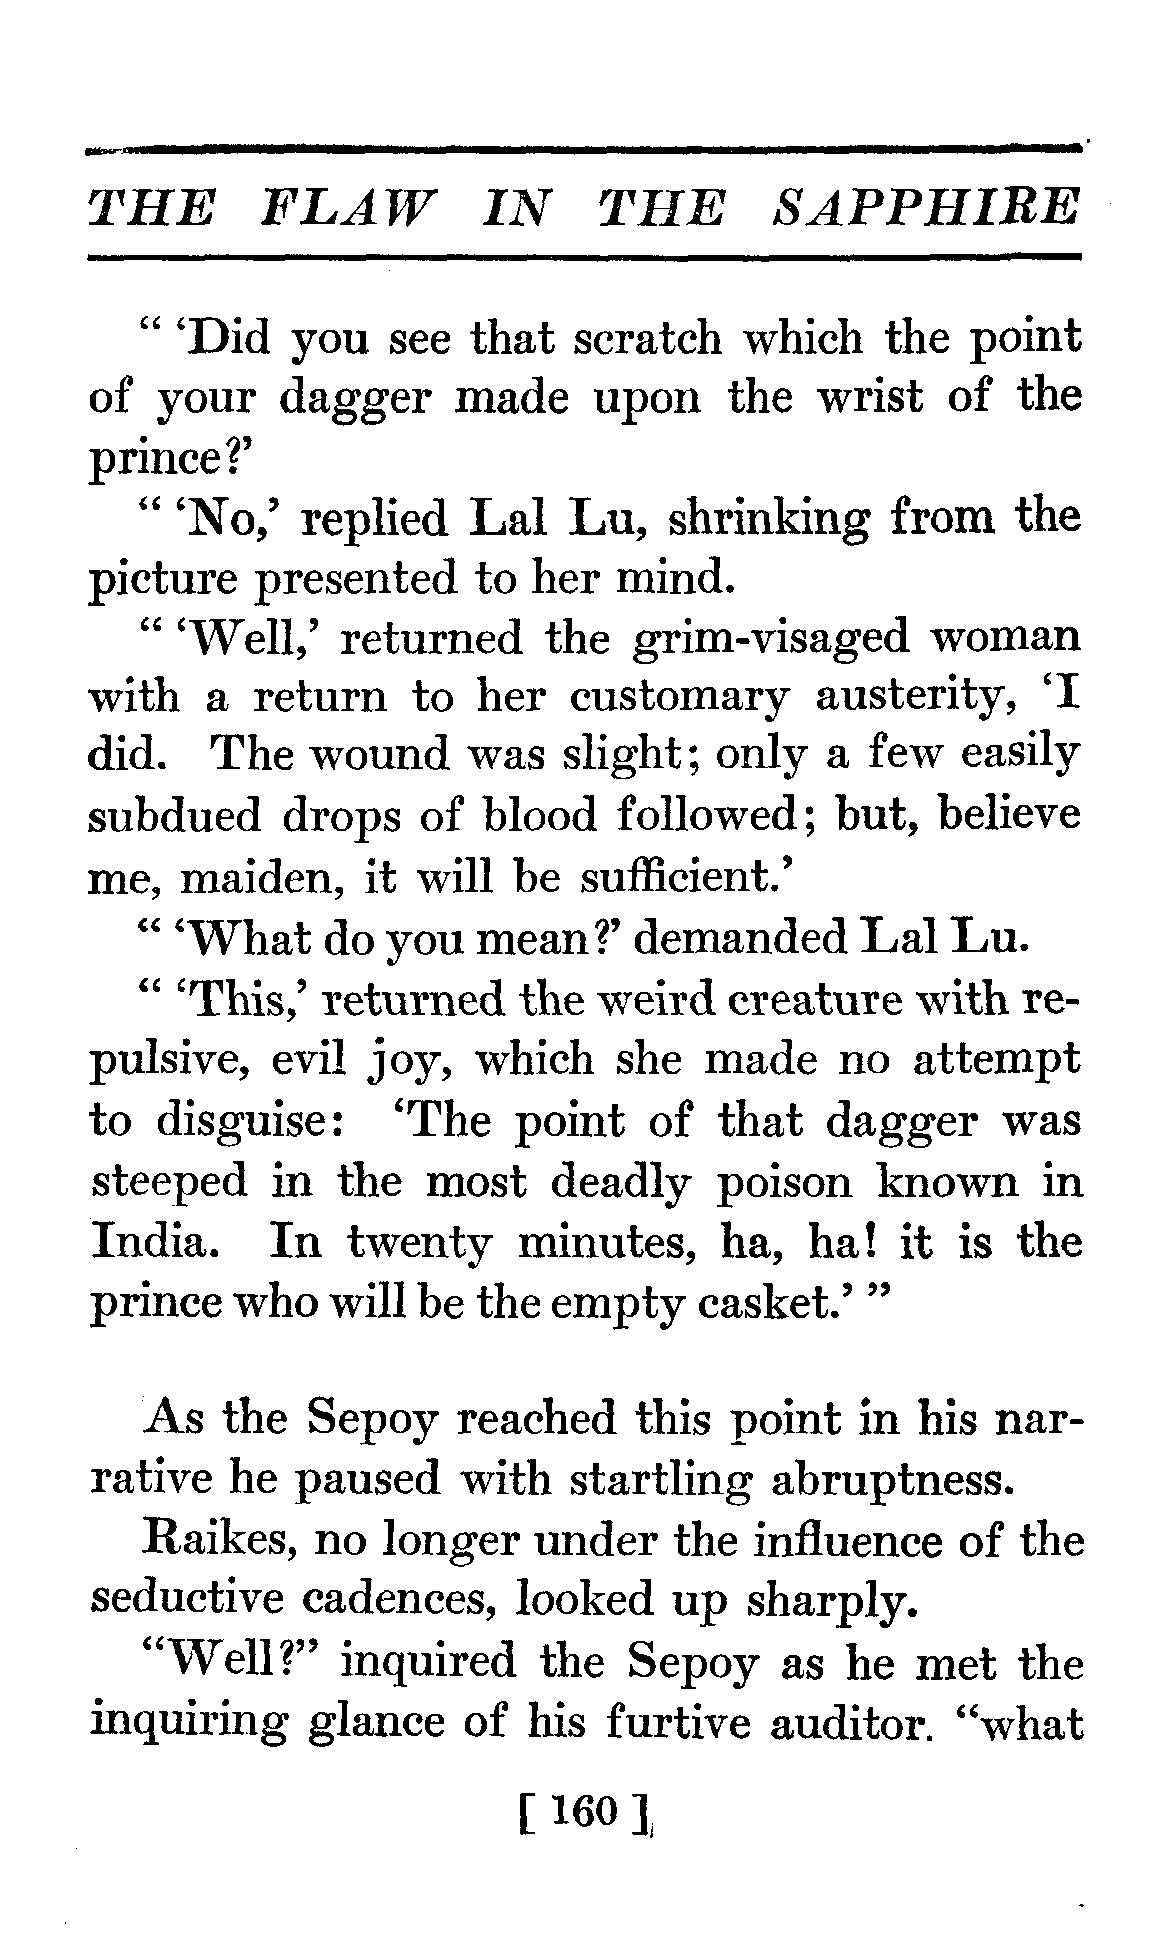 THE FLAW IN THE SAPPHIRE
“ ‘Did you see that scratch which the point
of your dagger made upon the wrist of the
prince?’
“ ‘No,’ replied Lal Lu, shrinking from the
picture presented to her mind.
“ ‘Well,’ returned the grim-visaged woman
with a return to her customary austerity, ‘I
did. The wound was slight; only a few easily
subdued drops of blood followed; but, believe
me, maiden, it will be sufficient.’
“ ‘What do you mean?’ demanded Lal Lu.
“ ‘This,’ returned the weird creature with re-
pulsive, evil joy, which she made no attempt
to disguise: ‘The point of that dagger was
steeped in the most deadly poison known in
India. In twenty minutes, ha, ha! it is the
prince who will be the empty casket.’ ”
As the Sepoy reached this point in his nar-
rative he paused with startling abruptness.
Raikes, no longer under the influence of the
seductive cadences, looked up sharply.
“Well?” inquired the Sepoy as he met the
inquiring glance of his furtive auditor. “what
[ 160 ]